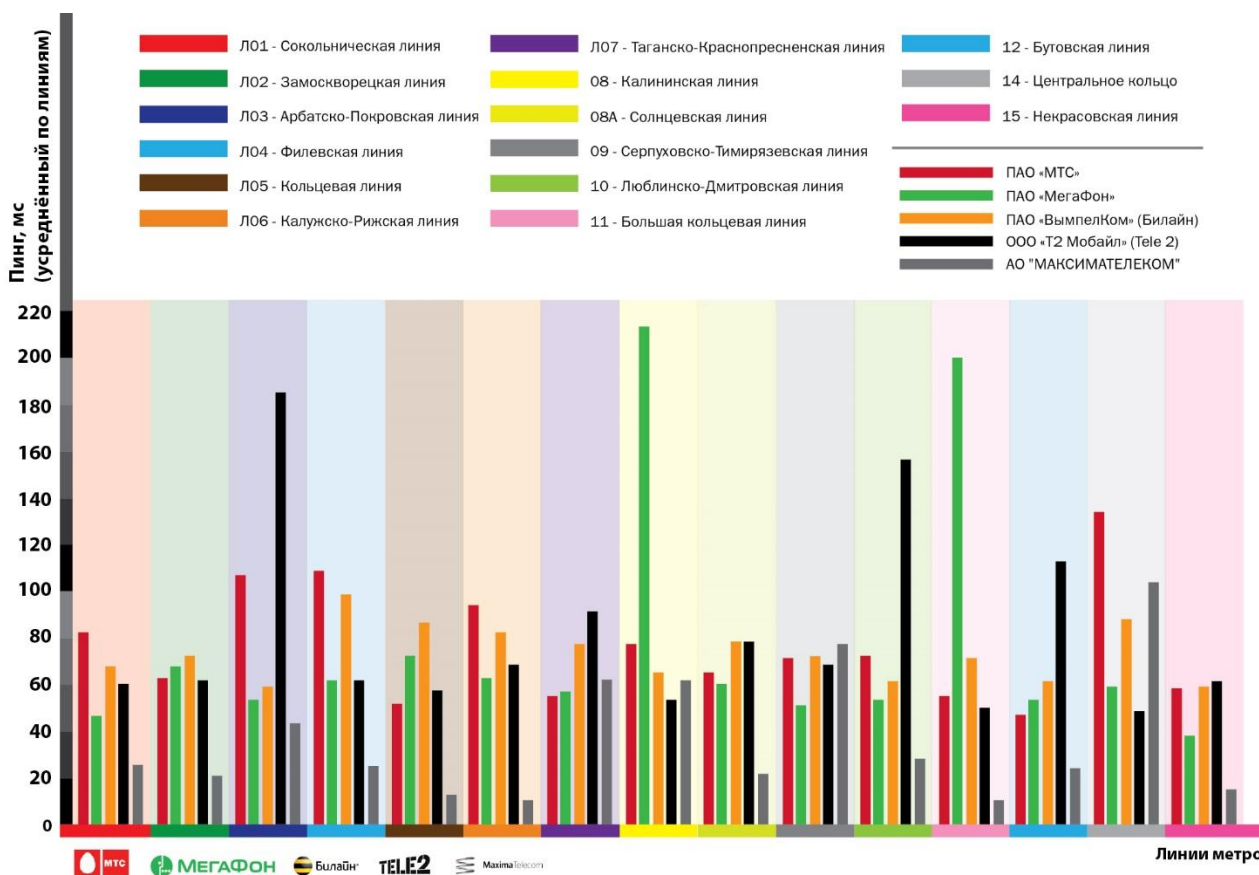 Л01 - Сокольническая линия
Л02 - Замоскворецкая линия
Л03 - Арбатско-Покровская линия
Л04 - Филевская линия
Л05 - Кольцевая линия
Л06 - Калужско-Рижская линия
Л07 - Таганско-Краснопресненская линия
08 - Калининская линия
08А - Солнцевская линия
09 - Серпуховско-Тимирязевская линия
10 - Люблинско-Дмитровская линия
11 - Большая кольцевая линия
12 - Бутовская линия
14 - Центральное кольцо
15 - Некрасовская линия
ПАО «МТС»
ПАО «МегаФон»
ПАО «ВымпелКом» (Билайн)
ООО «Т2 Мобайл» (Tele 2)
АО "МАКСИМАТЕЛЕКОМ"
Пинг, мс
(усреднённый по линиям)
220
200
180
160
140
120
100
80
60
40
20
0
Линии метро
МТС
МЕГАФОН
Билайн
TELE2
MaximaTelecom